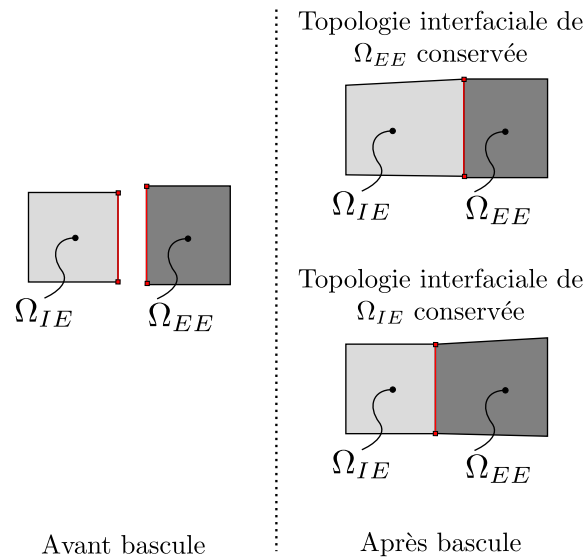 Ω_IE
Ω_EE
Avant bascule
Topologie interfaciale de
Ω_EE conservée
Ω_IE
Ω_EE
Topologie interfaciale de
Ω_IE conservée
Ω_IE
Ω_EE
Après bascule